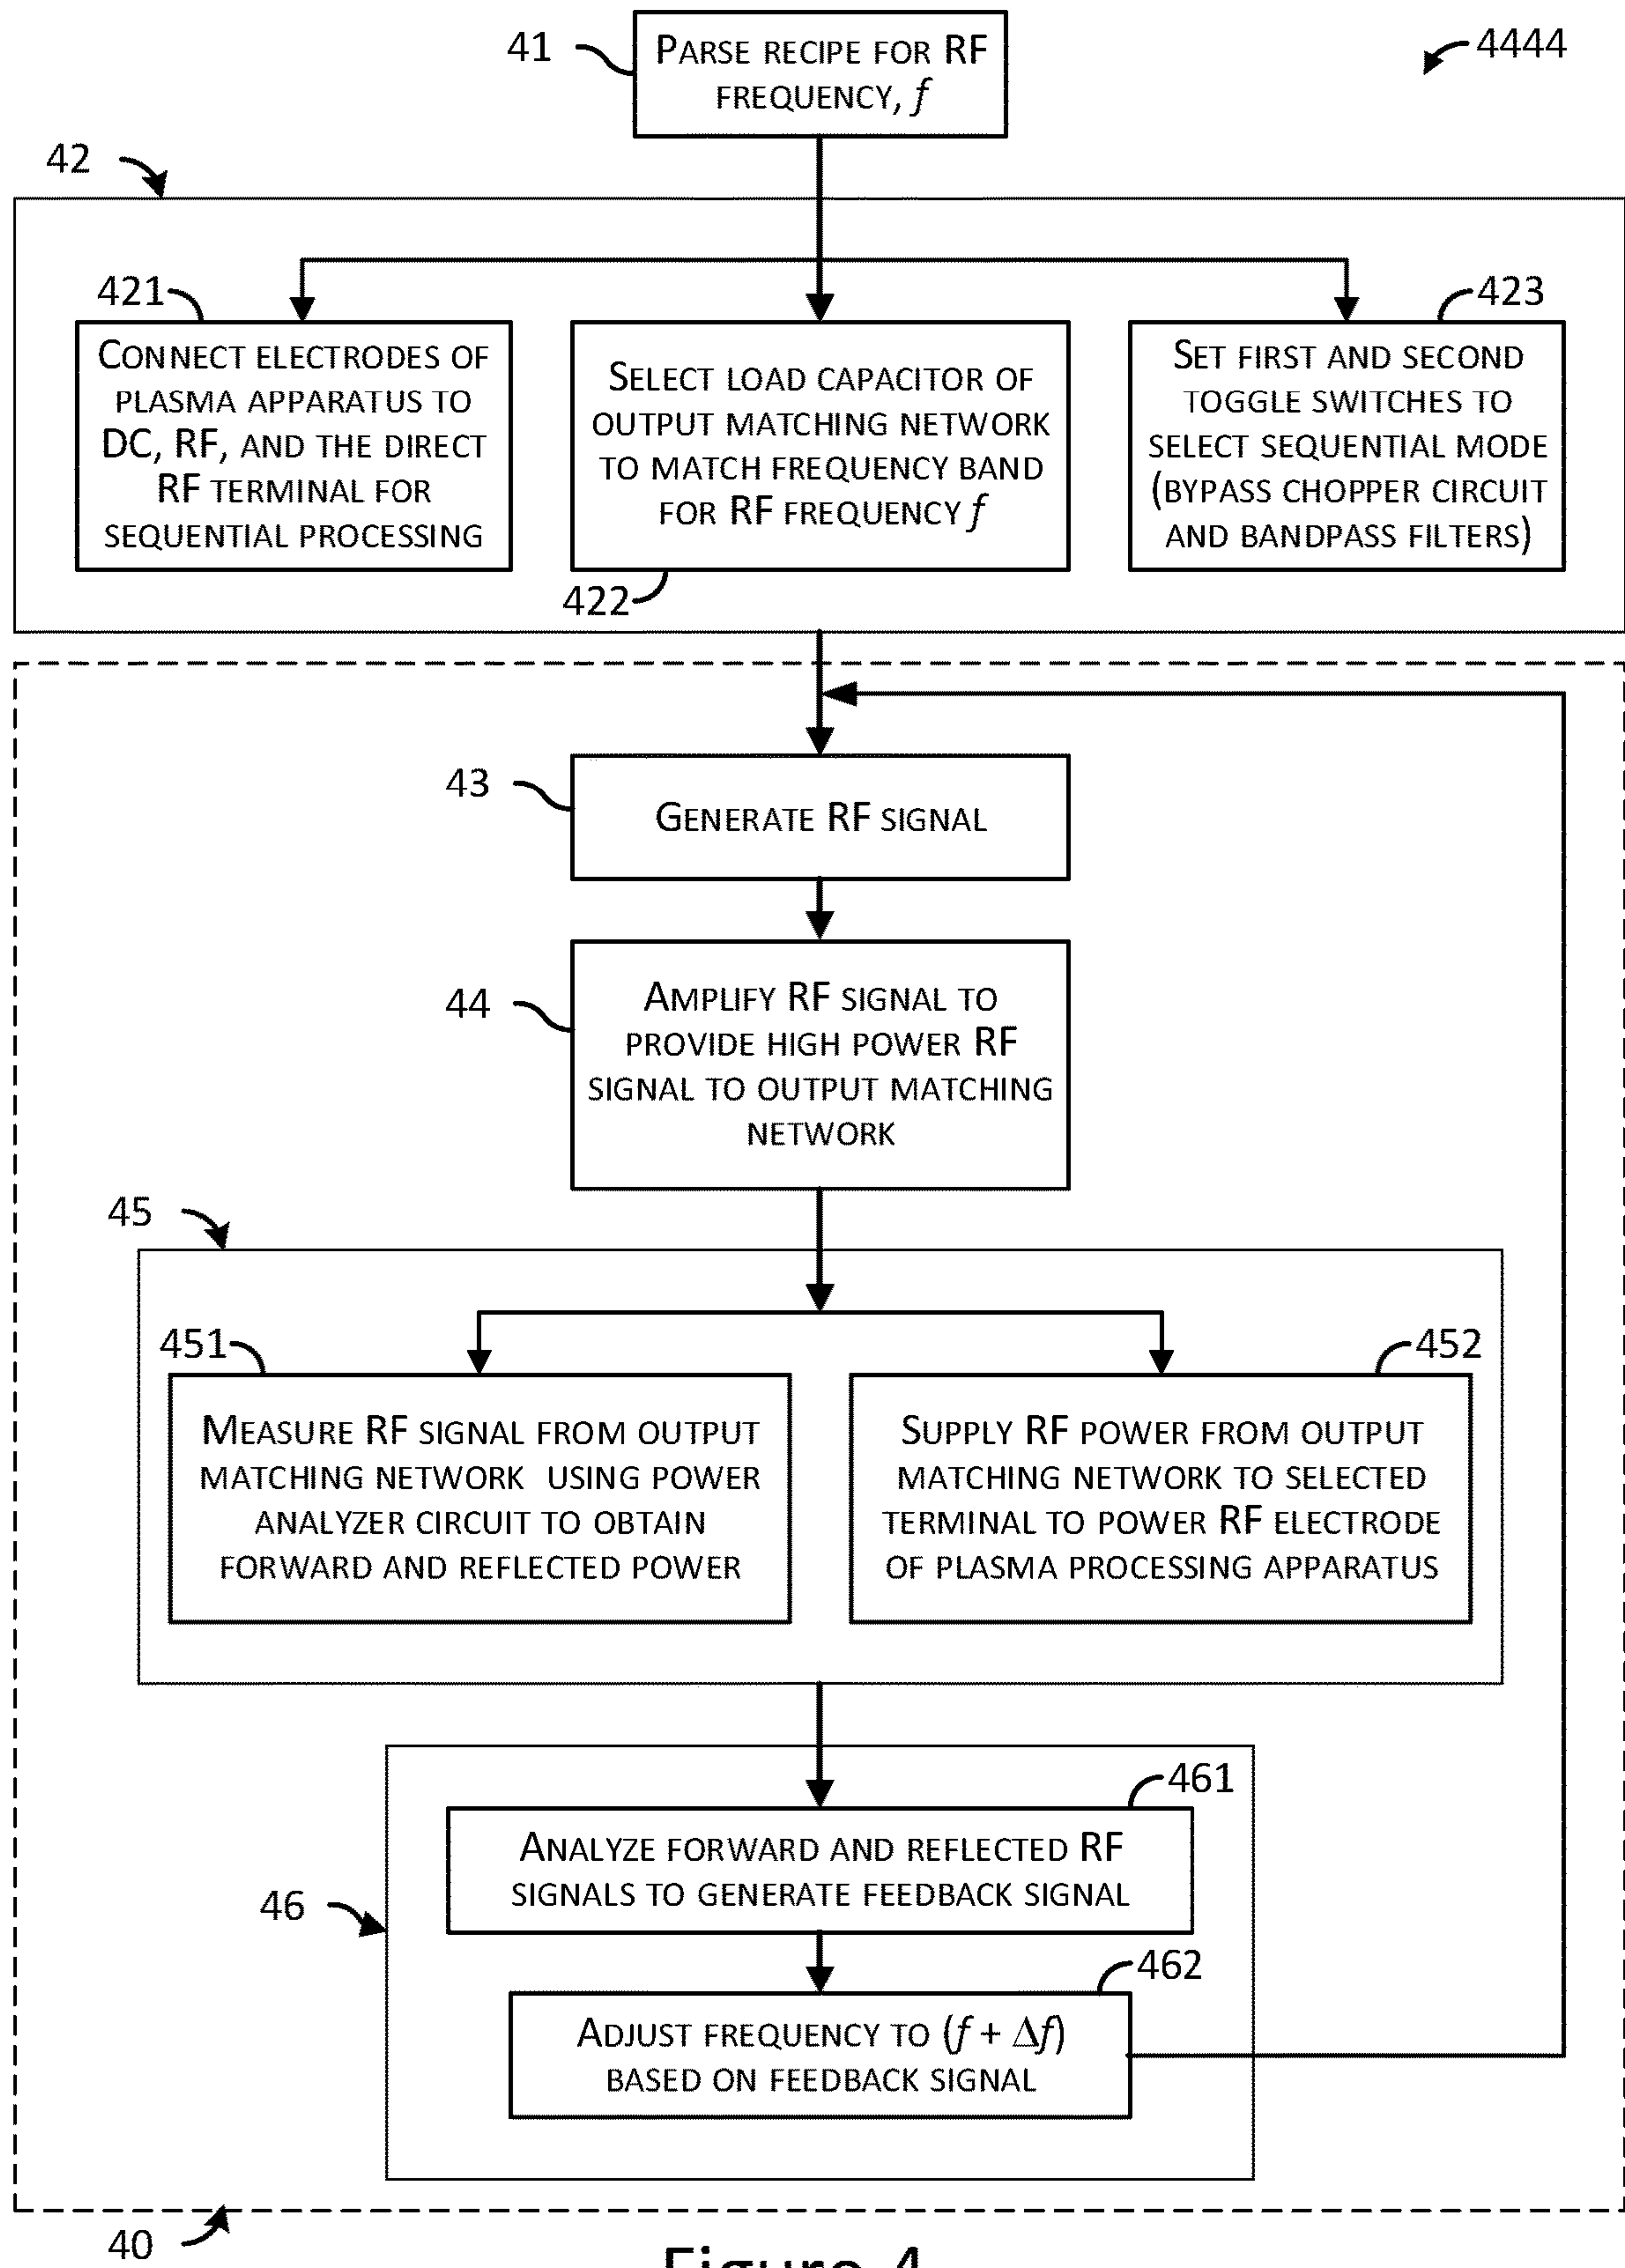 41
PARSE RECIPE FOR RF
FREQUENCY, f
4444
42
421
CONNECT ELECTRODES OF
PLASMA APPARATUS TO
DC, RF, AND THE DIRECT
RF TERMINAL FOR
SEQUENTIAL PROCESSING
SELECT LOAD CAPACITOR OF
OUTPUT MATCHING NETWORK
TO MATCH FREQUENCY BAND
FOR RF FREQUENCY f
422
423
SET FIRST AND SECOND
TOGGLE SWITCHES TO
SELECT SEQUENTIAL MODE
(BYPASS CHOPPER CIRCUIT
AND BANDPASS FILTERS)
43
GENERATE RF SIGNAL
44
AMPLIFY RF SIGNAL TO
PROVIDE HIGH POWER RF
SIGNAL TO OUTPUT MATCHING
NETWORK
45
451
MEASURE RF SIGNAL FROM OUTPUT
MATCHING NETWORK USING POWER
ANALYZER CIRCUIT TO OBTAIN
FORWARD AND REFLECTED POWER
452
SUPPLY RF POWER FROM OUTPUT
MATCHING NETWORK TO SELECTED
TERMINAL TO POWER RF ELECTRODE
OF PLASMA PROCESSING APPARATUS
46
461
ANALYZE FORWARD AND REFLECTED RF
SIGNALS TO GENERATE FEEDBACK SIGNAL
462
ADJUST FREQUENCY TO (f + Δf)
BASED ON FEEDBACK SIGNAL
40
Figure 4